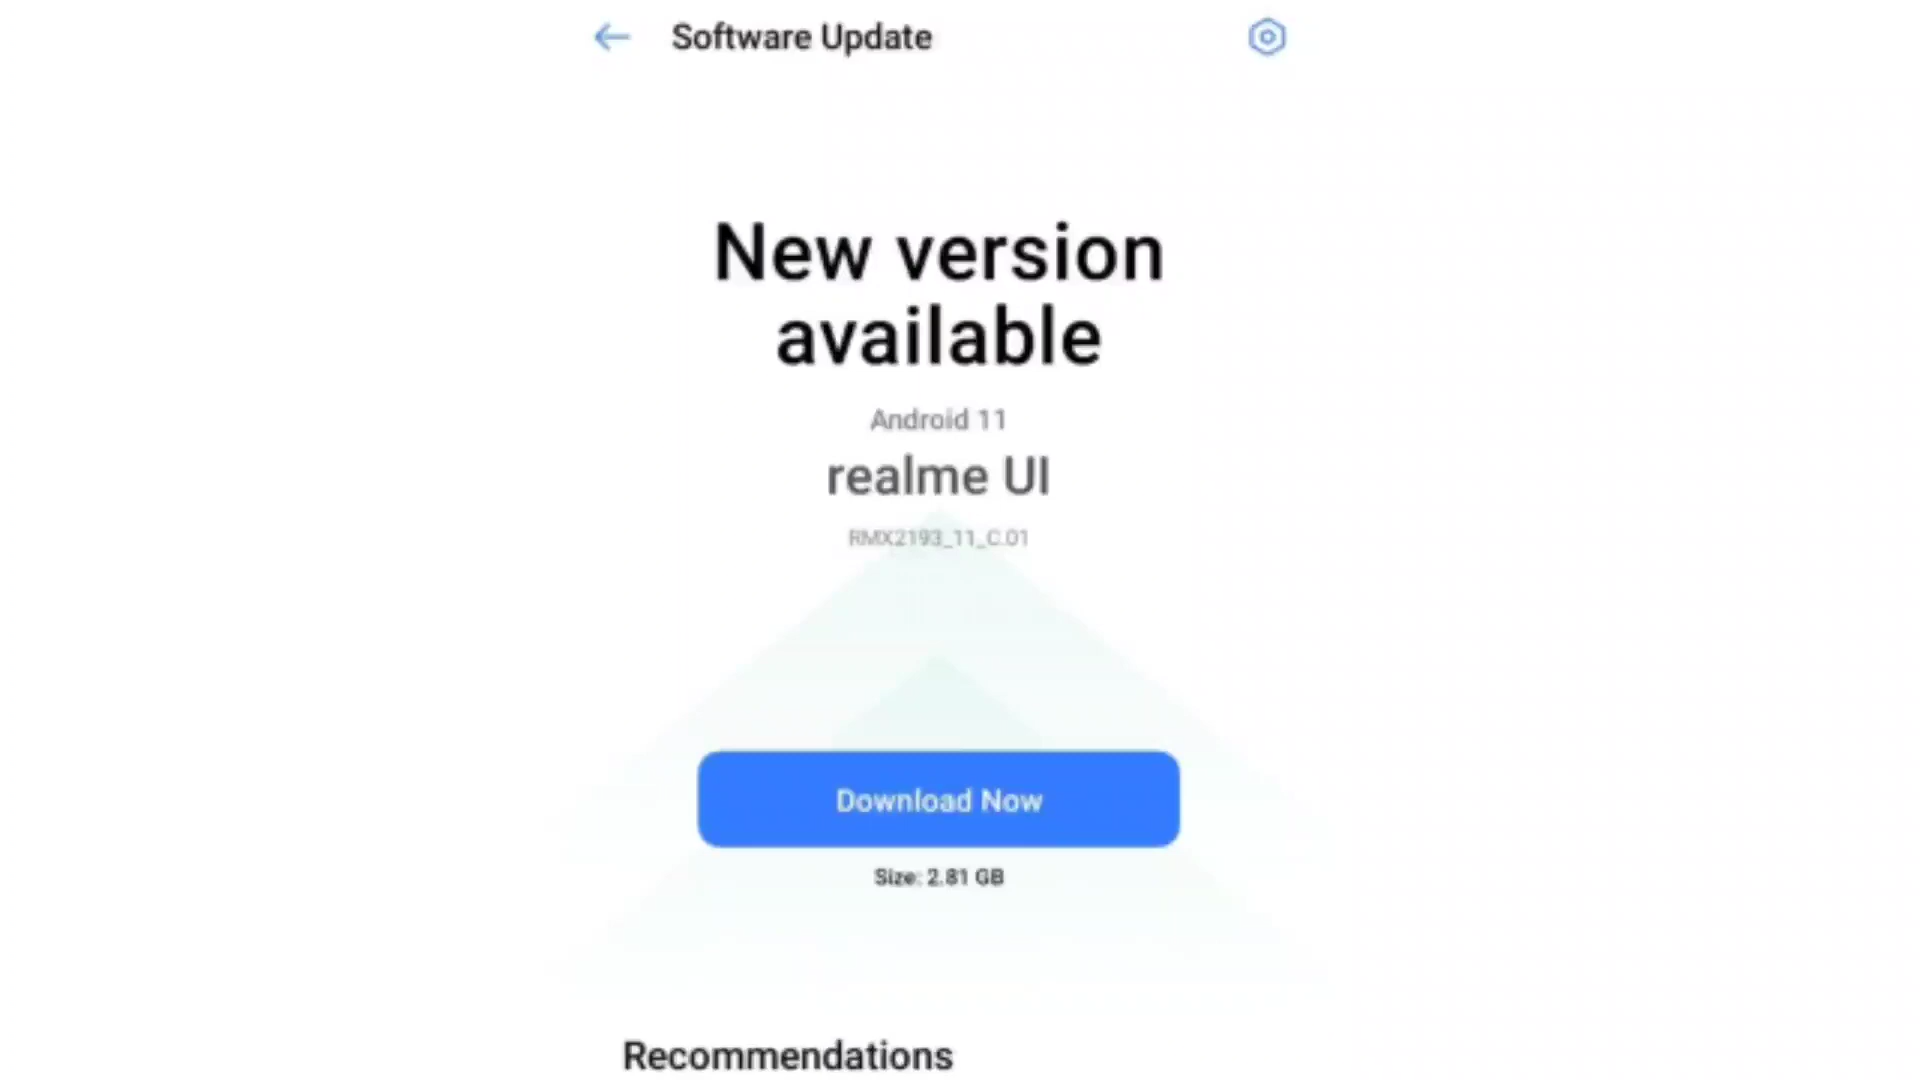 Software Update
New version
available
Android 11
realme UI
RMX2193_11_C.01
Download Now
Size: 2.81 GB
Recommendations